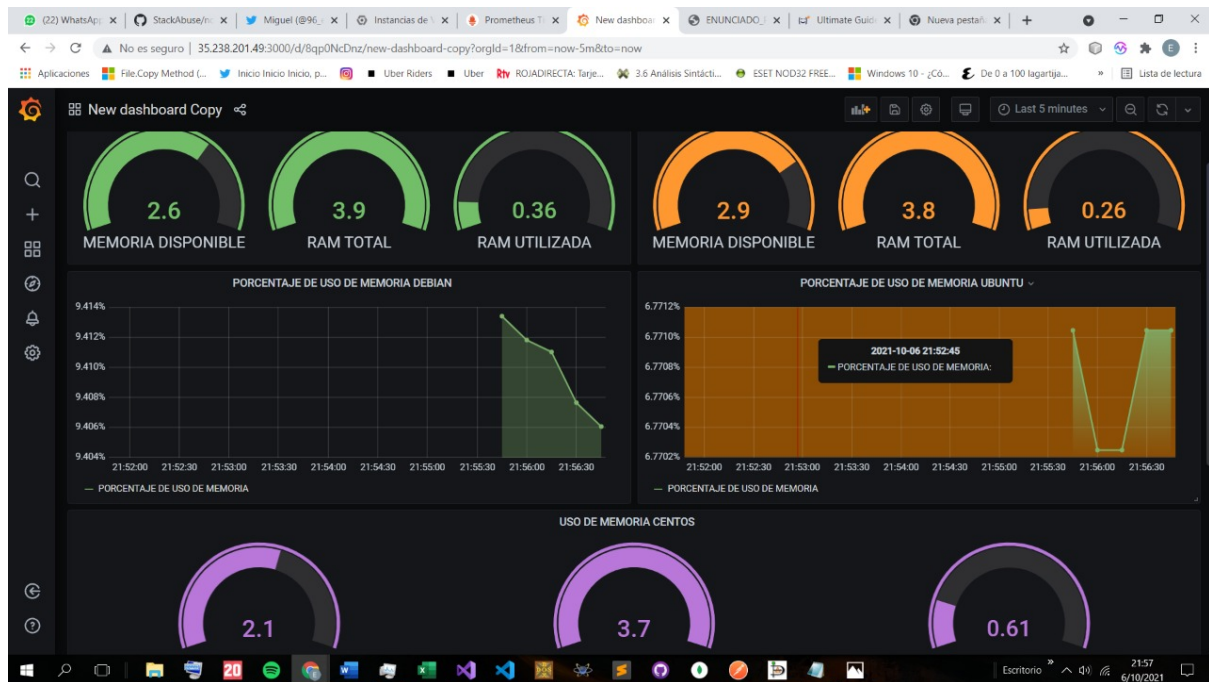 (22) WhatsAp
StackAbuse/n
Miguel (@96_
Instancias de
Prometheus Ti
New dashboar
ENUNCIADO_
Ultimate Guid
Nueva pestañ
No es seguro | 35.238.201.49:3000/d/8qp0NcDnz/new-dashboard-copy?orgId=1&from=now-5m&to=now
Aplicaciones
File.Copy Method (...
Inicio Inicio Inicio, p...
Uber Riders
Uber
Rtv ROJADIRECTA: Tarje...
3.6 Análisis Sintácti...
ESET NOD32 FREE...
Windows 10 - ¿Có...
De 0 a 100 lagartija...
»
Lista de lectura
New dashboard Copy
Last 5 minutes
2.6
MEMORIA DISPONIBLE
3.9
RAM TOTAL
0.36
RAM UTILIZADA
2.9
MEMORIA DISPONIBLE
3.8
RAM TOTAL
0.26
RAM UTILIZADA
PORCENTAJE DE USO DE MEMORIA DEBIAN
9.414%
9.412%
9.410%
9.408%
9.406%
9.404%
21:52:00 21:52:30 21:53:00 21:53:30 21:54:00 21:54:30 21:55:00 21:55:30 21:56:00 21:56:30
PORCENTAJE DE USO DE MEMORIA
PORCENTAJE DE USO DE MEMORIA UBUNTU
6.7712%
6.7710%
6.7708%
6.7706%
6.7704%
6.7702%
2021-10-06 21:52:45
PORCENTAJE DE USO DE MEMORIA:
21:52:00 21:52:30 21:53:00 21:53:30 21:54:00 21:54:30 21:55:00 21:55:30 21:56:00 21:56:30
PORCENTAJE DE USO DE MEMORIA
USO DE MEMORIA CENTOS
2.1
3.7
0.61
20
Escritorio »
21:57
6/10/2021